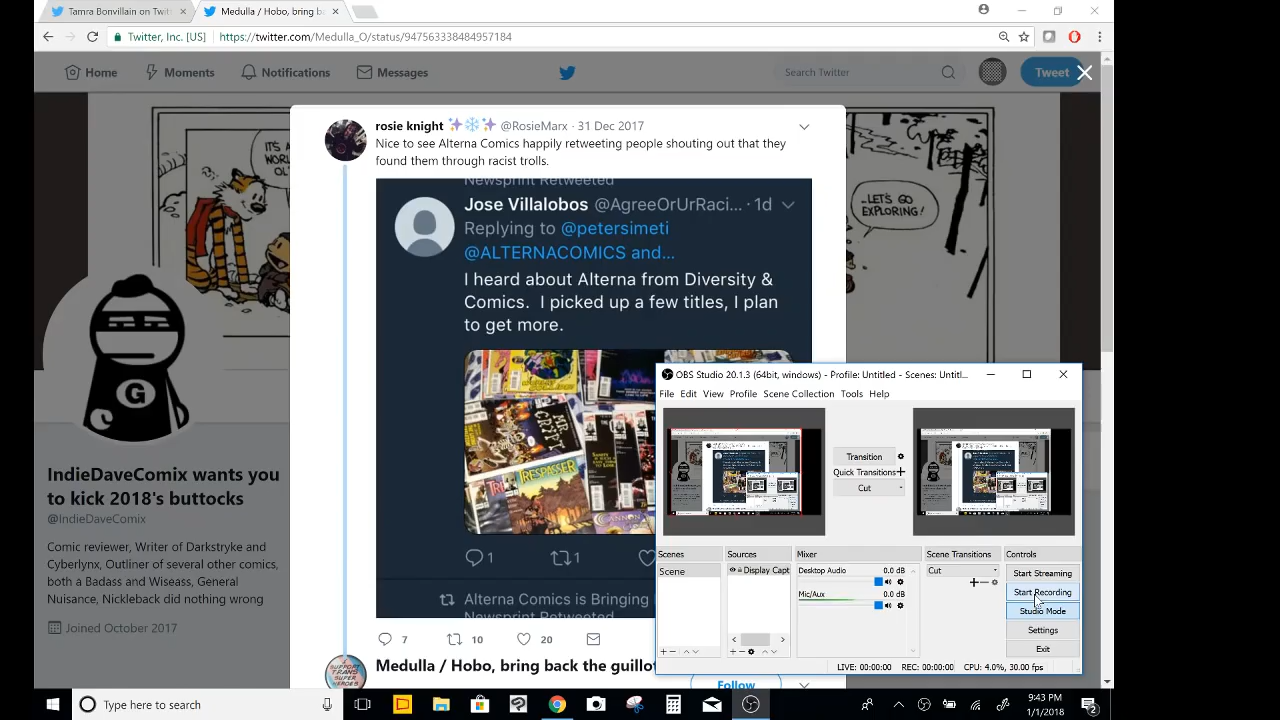 Tamra Bonvillain on Twitt
Medulla / Hobo, bring b
Twitter, Inc. [US]
https://twitter.com/Medulla_O/status/947563338484957184
Home
Moments
Notifications
Messages
Search Twitter
Tweet
..LET'S GO
EXPLORING!
rosie knight @RosieMarx · 31 Dec 2017
Nice to see Alterna Comics happily retweeting people shouting out that they
found them through racist trolls.
Newsprint Retweeted
Jose Villalobos @AgreeOrUrRaci... · 1d
Replying to @petersimeti
@ALTERNACOMICS and...
I heard about Alterna from Diversity &
Comics. I picked up a few titles, I plan
to get more.
TRESPASSER
1
1
Alterna Comics is Bringing
Newsprint Retweeted
7
10
20
Medulla / Hobo, bring back the guillot
Follow
SUPPORT
TRANS
SUPER
HEROES
G
IndieDaveComix wants you
to kick 2018's buttocks
@IndieDaveComix
Comic reviewer, Writer of Darkstryke and
Cyberlynx, Outliner of several other comics,
both a Badass and Wiseass, General
Nuisance, Nickleback did nothing wrong
Joined October 2017
OBS Studio 20.1.3 (64bit, windows) - Profile: Untitled - Scenes: Untitl...
File Edit View Profile Scene Collection Tools Help
Transition
Quick Transitions
Cut
Scenes
Scene
Sources
Display Capt
Mixer
Desktop Audio 0.0 dB
Mic/Aux 0.0 dB
Scene Transitions
Cut
Controls
Start Streaming
Start Recording
Studio Mode
Settings
Exit
LIVE: 00:00:00 REC: 00:00:00 CPU: 4.0%, 30.00 fps
Type here to search
9:43 PM
1/1/2018
2